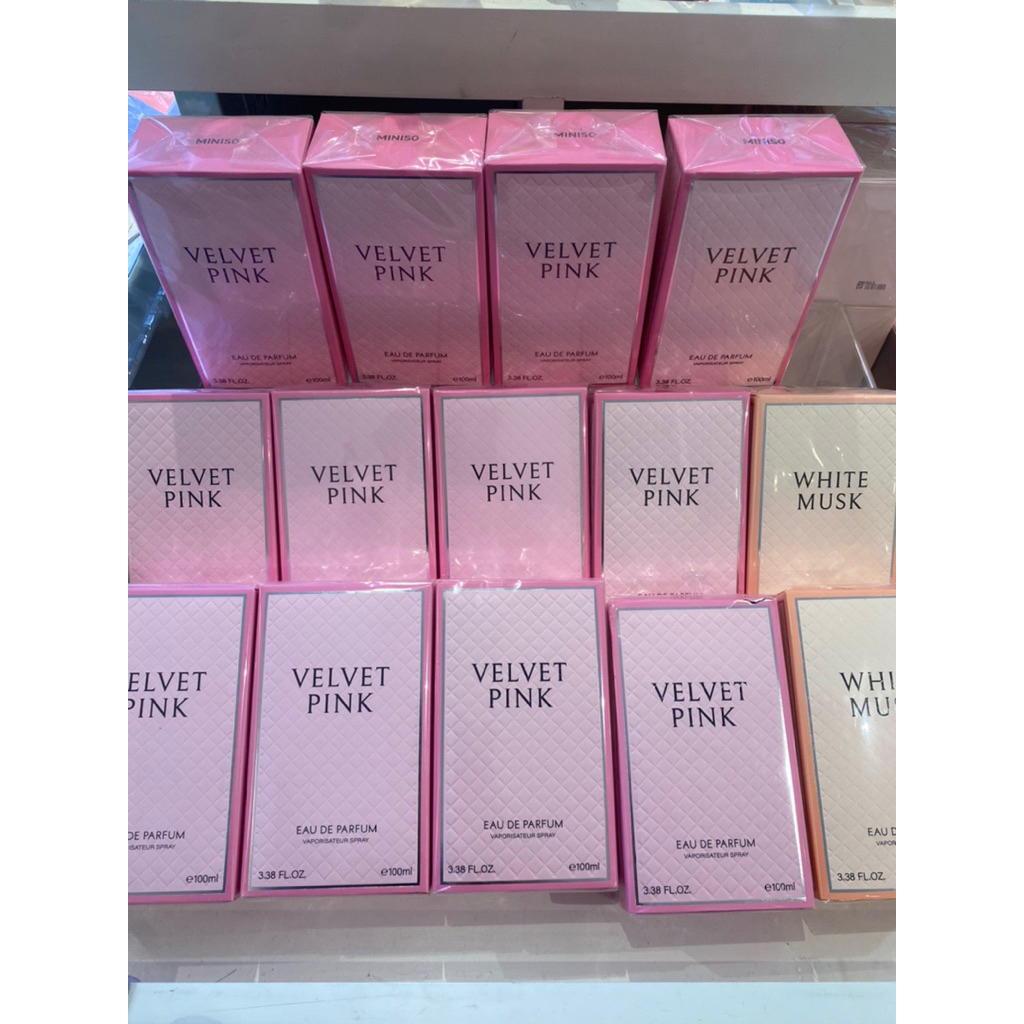 MINISO
MINISO
MINISO
MINISO
VELVET
PINK
EAU DE PARFUM
VAPORISATEUR SPRAY
3.38 FL.OZ. ℮100ml
VELVET
PINK
EAU DE PARFUM
VAPORISATEUR SPRAY
3.38 FL.OZ. ℮100ml
VELVET
PINK
EAU DE PARFUM
VAPORISATEUR SPRAY
3.38 FL.OZ. ℮100ml
VELVET
PINK
EAU DE PARFUM
VAPORISATEUR SPRAY
3.38 FL.OZ. ℮100ml
VELVET
PINK
VELVET
PINK
VELVET
PINK
VELVET
PINK
EAU DE PARFUM
WHITE
MUSK
ELVET
PINK
DE PARFUM
ISATEUR SPRAY
℮100ml
VELVET
PINK
EAU DE PARFUM
VAPORISATEUR SPRAY
3.38 FL.OZ. ℮100ml
VELVET
PINK
EAU DE PARFUM
VAPORISATEUR SPRAY
3.38 FL.OZ. ℮100ml
VELVET
PINK
EAU DE PARFUM
VAPORISATEUR SPRAY
3.38 FL.OZ. ℮100ml
WHI
MUS
EAU D
VAPO
3.38 FL.OZ.